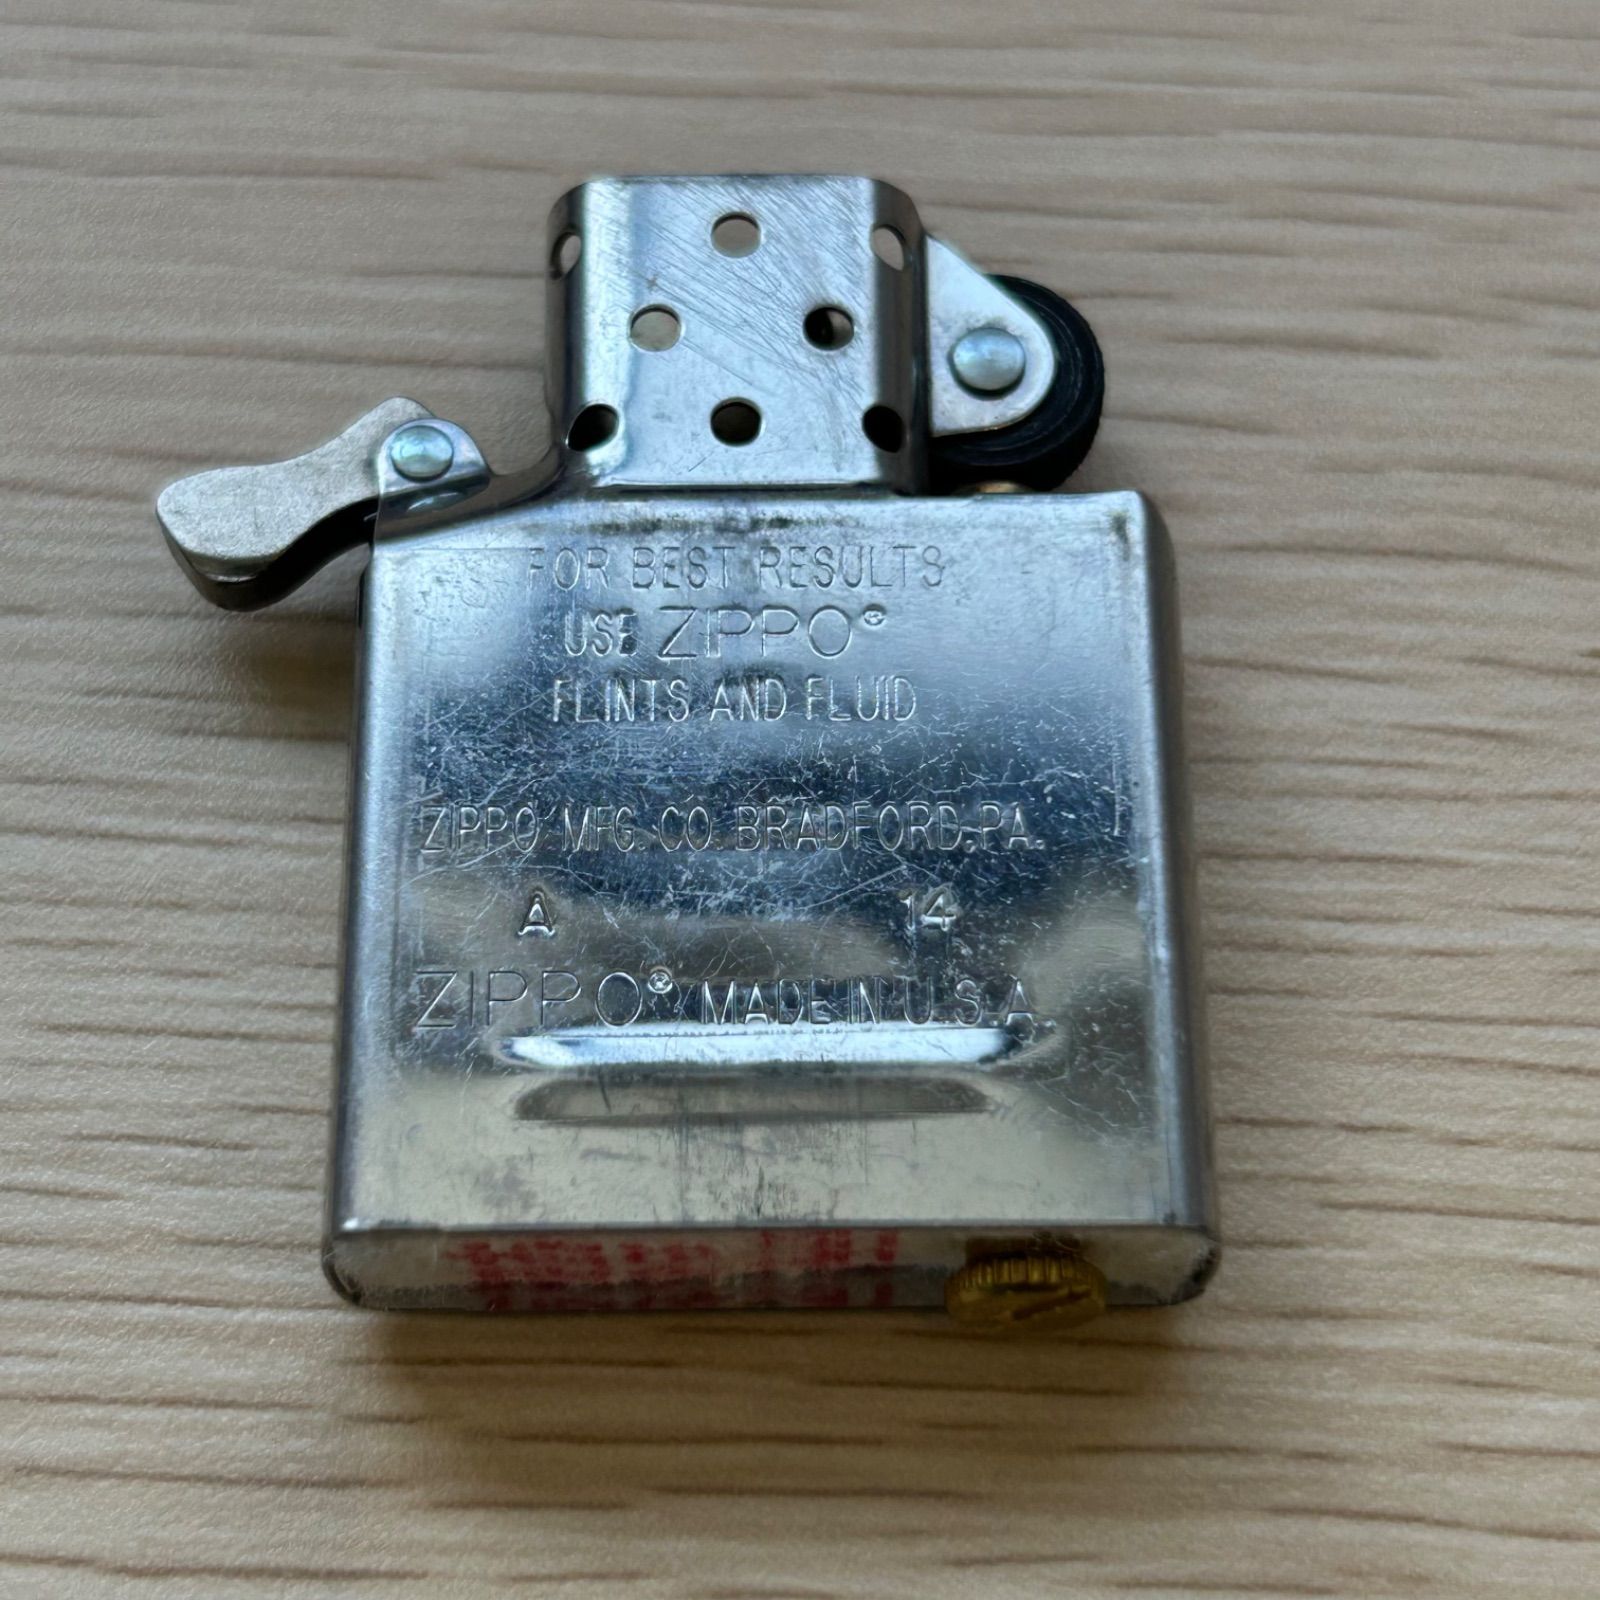 FOR BEST RESULTS
USE ZIPPO®
FLINTS AND FLUID
ZIPPO MFG. CO. BRADFORD, PA.
A 14
ZIPPO® MADE IN U.S.A.